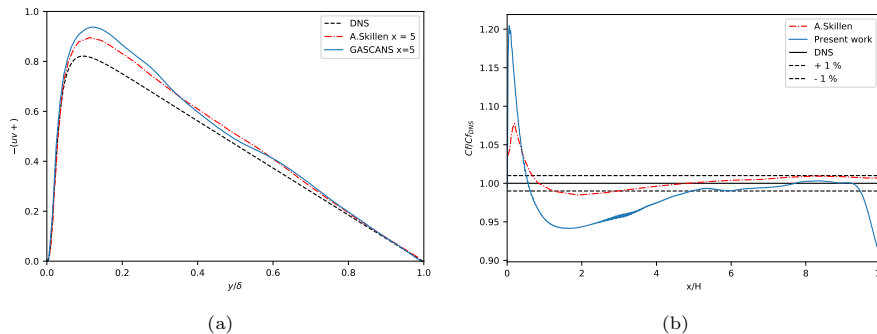 1.0
0.8
0.6
0.4
0.2
0.0
−(uv+)
0.0 0.2 0.4 0.6 0.8 1.0
y/δ
DNS
A.Skillen x = 5
GASCANS x=5
(a)
1.20
1.15
1.10
1.05
1.00
0.95
0.90
Cf/Cf_DNS
0 2 4 6 8
x/H
A.Skillen
Present work
DNS
+ 1 %
- 1 %
(b)